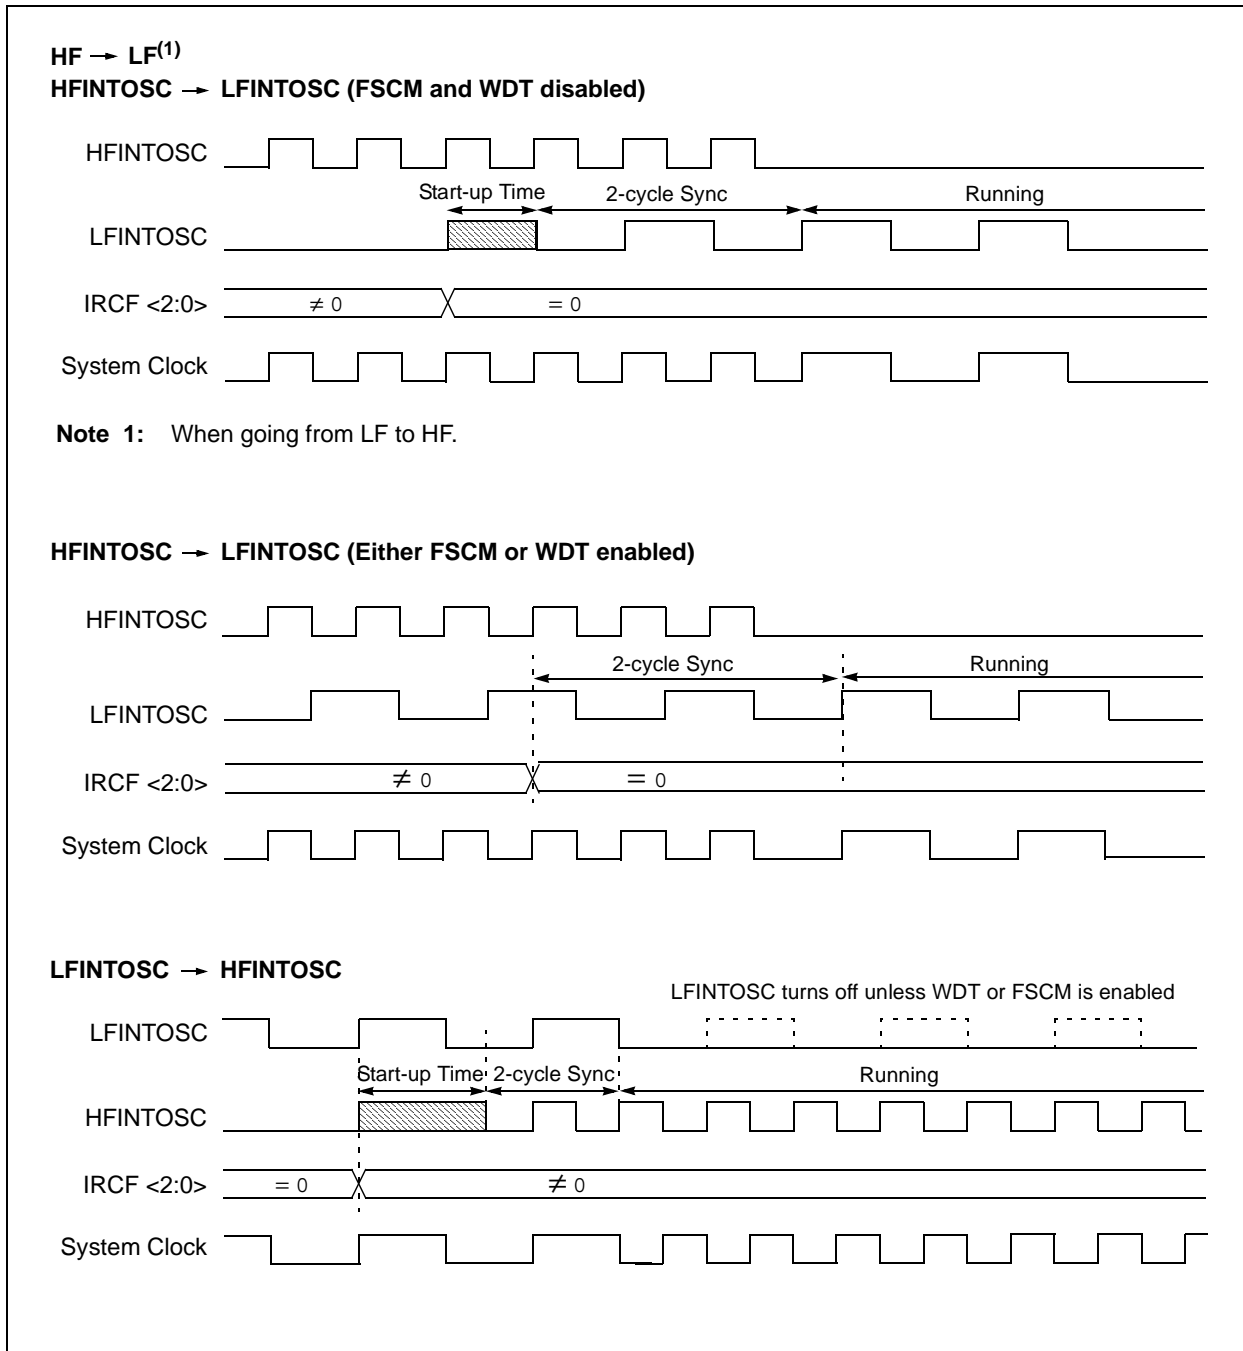 HF → LF(1)
HFINTOSC → LFINTOSC (FSCM and WDT disabled)
HFINTOSC
Start-up Time 2-cycle Sync Running
LFINTOSC
IRCF <2:0> ≠ 0 = 0
System Clock
Note 1: When going from LF to HF.
HFINTOSC → LFINTOSC (Either FSCM or WDT enabled)
HFINTOSC
2-cycle Sync Running
LFINTOSC
IRCF <2:0> ≠ 0 = 0
System Clock
LFINTOSC → HFINTOSC
LFINTOSC turns off unless WDT or FSCM is enabled
LFINTOSC
Start-up Time 2-cycle Sync Running
HFINTOSC
IRCF <2:0> = 0 ≠ 0
System Clock